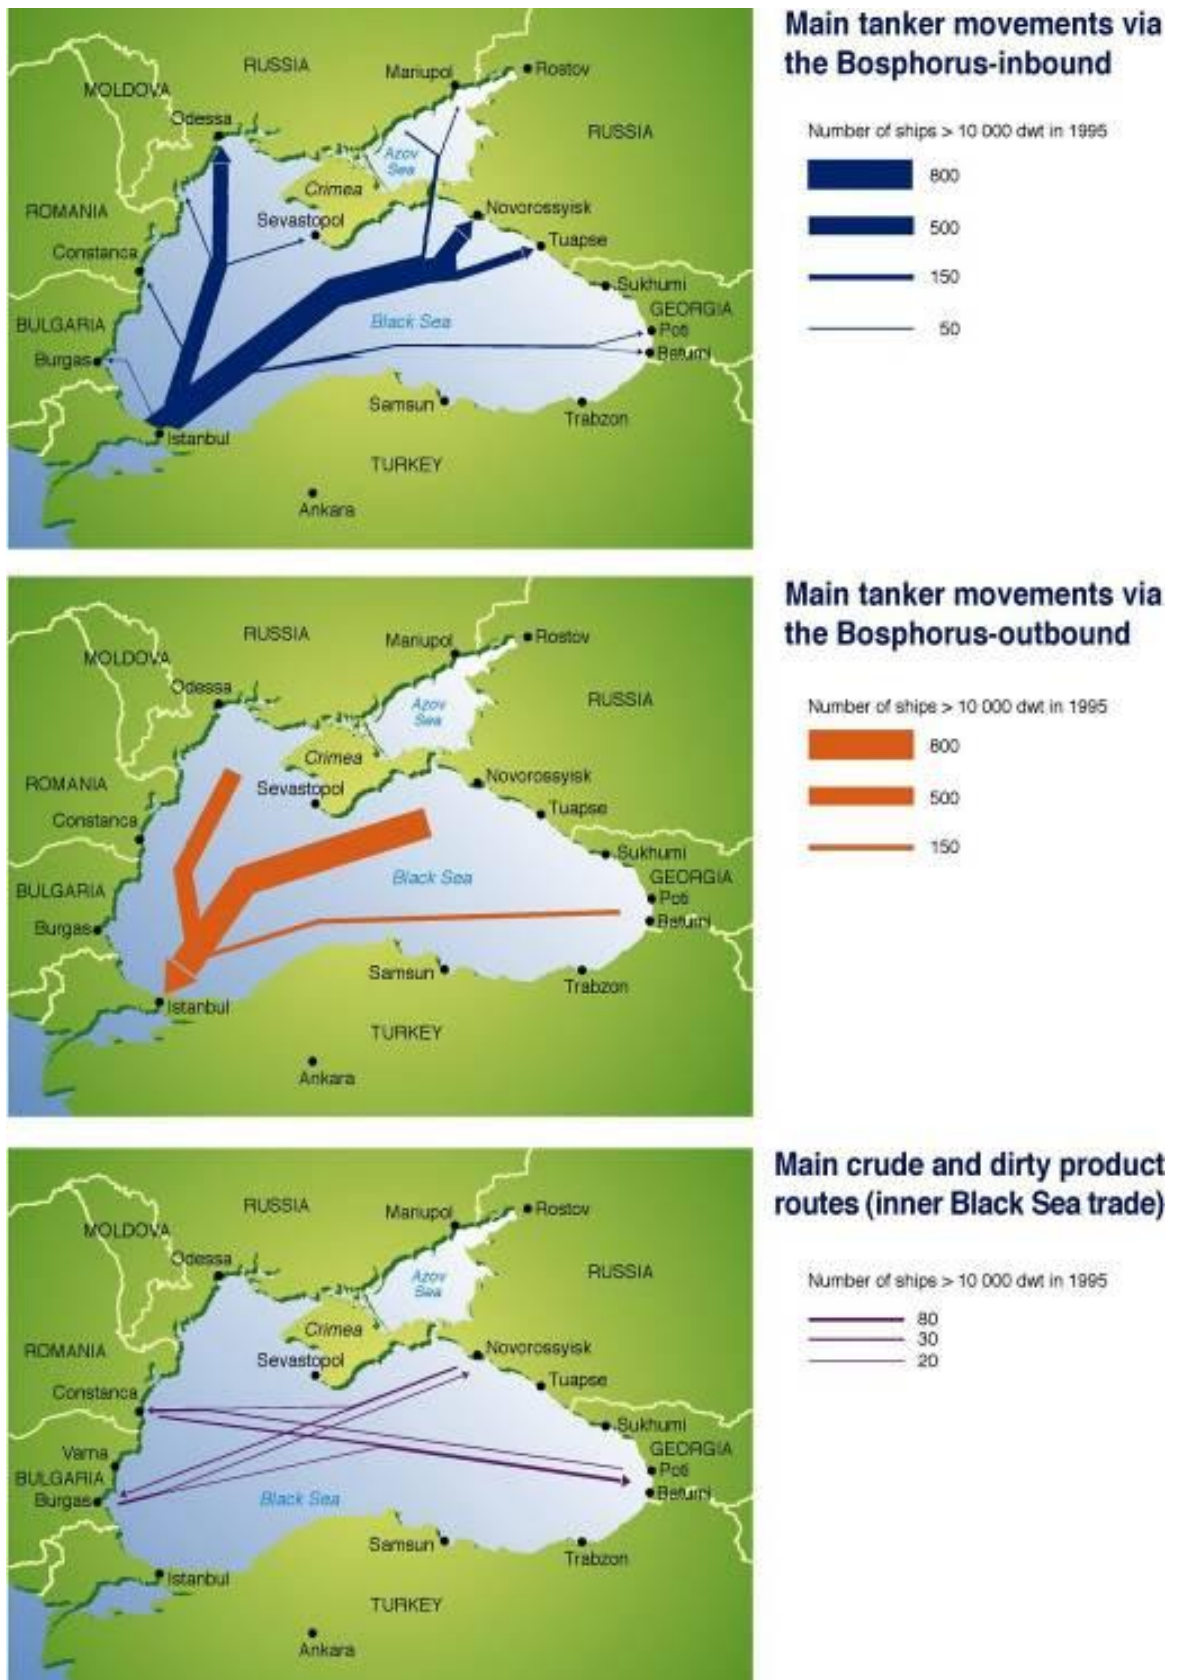 Main tanker movements via
the Bosphorus-inbound
Number of ships > 10 000 dwt in 1995
800
500
150
50
RUSSIA
Mariupol
Rostov
MOLDOVA
Odessa
RUSSIA
Azov
Sea
Crimea
ROMANIA
Sevastopol
Novorossyisk
Constanca
Tuapse
Sukhumi
GEORGIA
BULGARIA
Black Sea
Poti
Burgas
Batumi
Samsun
Trabzon
Istanbul
TURKEY
Ankara
Main tanker movements via
the Bosphorus-outbound
Number of ships > 10 000 dwt in 1995
800
500
150
RUSSIA
Mariupol
Rostov
MOLDOVA
Odessa
RUSSIA
Azov
Sea
Crimea
ROMANIA
Sevastopol
Novorossyisk
Constanca
Tuapse
Sukhumi
GEORGIA
BULGARIA
Black Sea
Poti
Burgas
Batumi
Samsun
Trabzon
Istanbul
TURKEY
Ankara
Main crude and dirty product
routes (inner Black Sea trade)
Number of ships > 10 000 dwt in 1995
80
30
20
RUSSIA
Mariupol
Rostov
MOLDOVA
Odessa
RUSSIA
Azov
Sea
Crimea
ROMANIA
Sevastopol
Novorossyisk
Constanca
Tuapse
Sukhumi
Varna
GEORGIA
BULGARIA
Poti
Burgas
Black Sea
Batumi
Samsun
Trabzon
Istanbul
TURKEY
Ankara